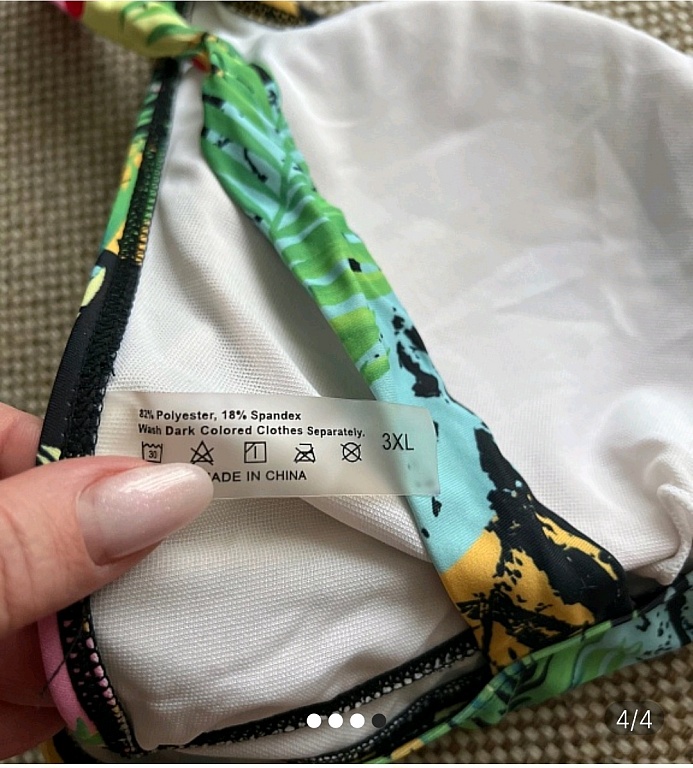 82% Polyester, 18% Spandex
Wash Dark Colored Clothes Separately.
30
3XL
ADE IN CHINA
4/4